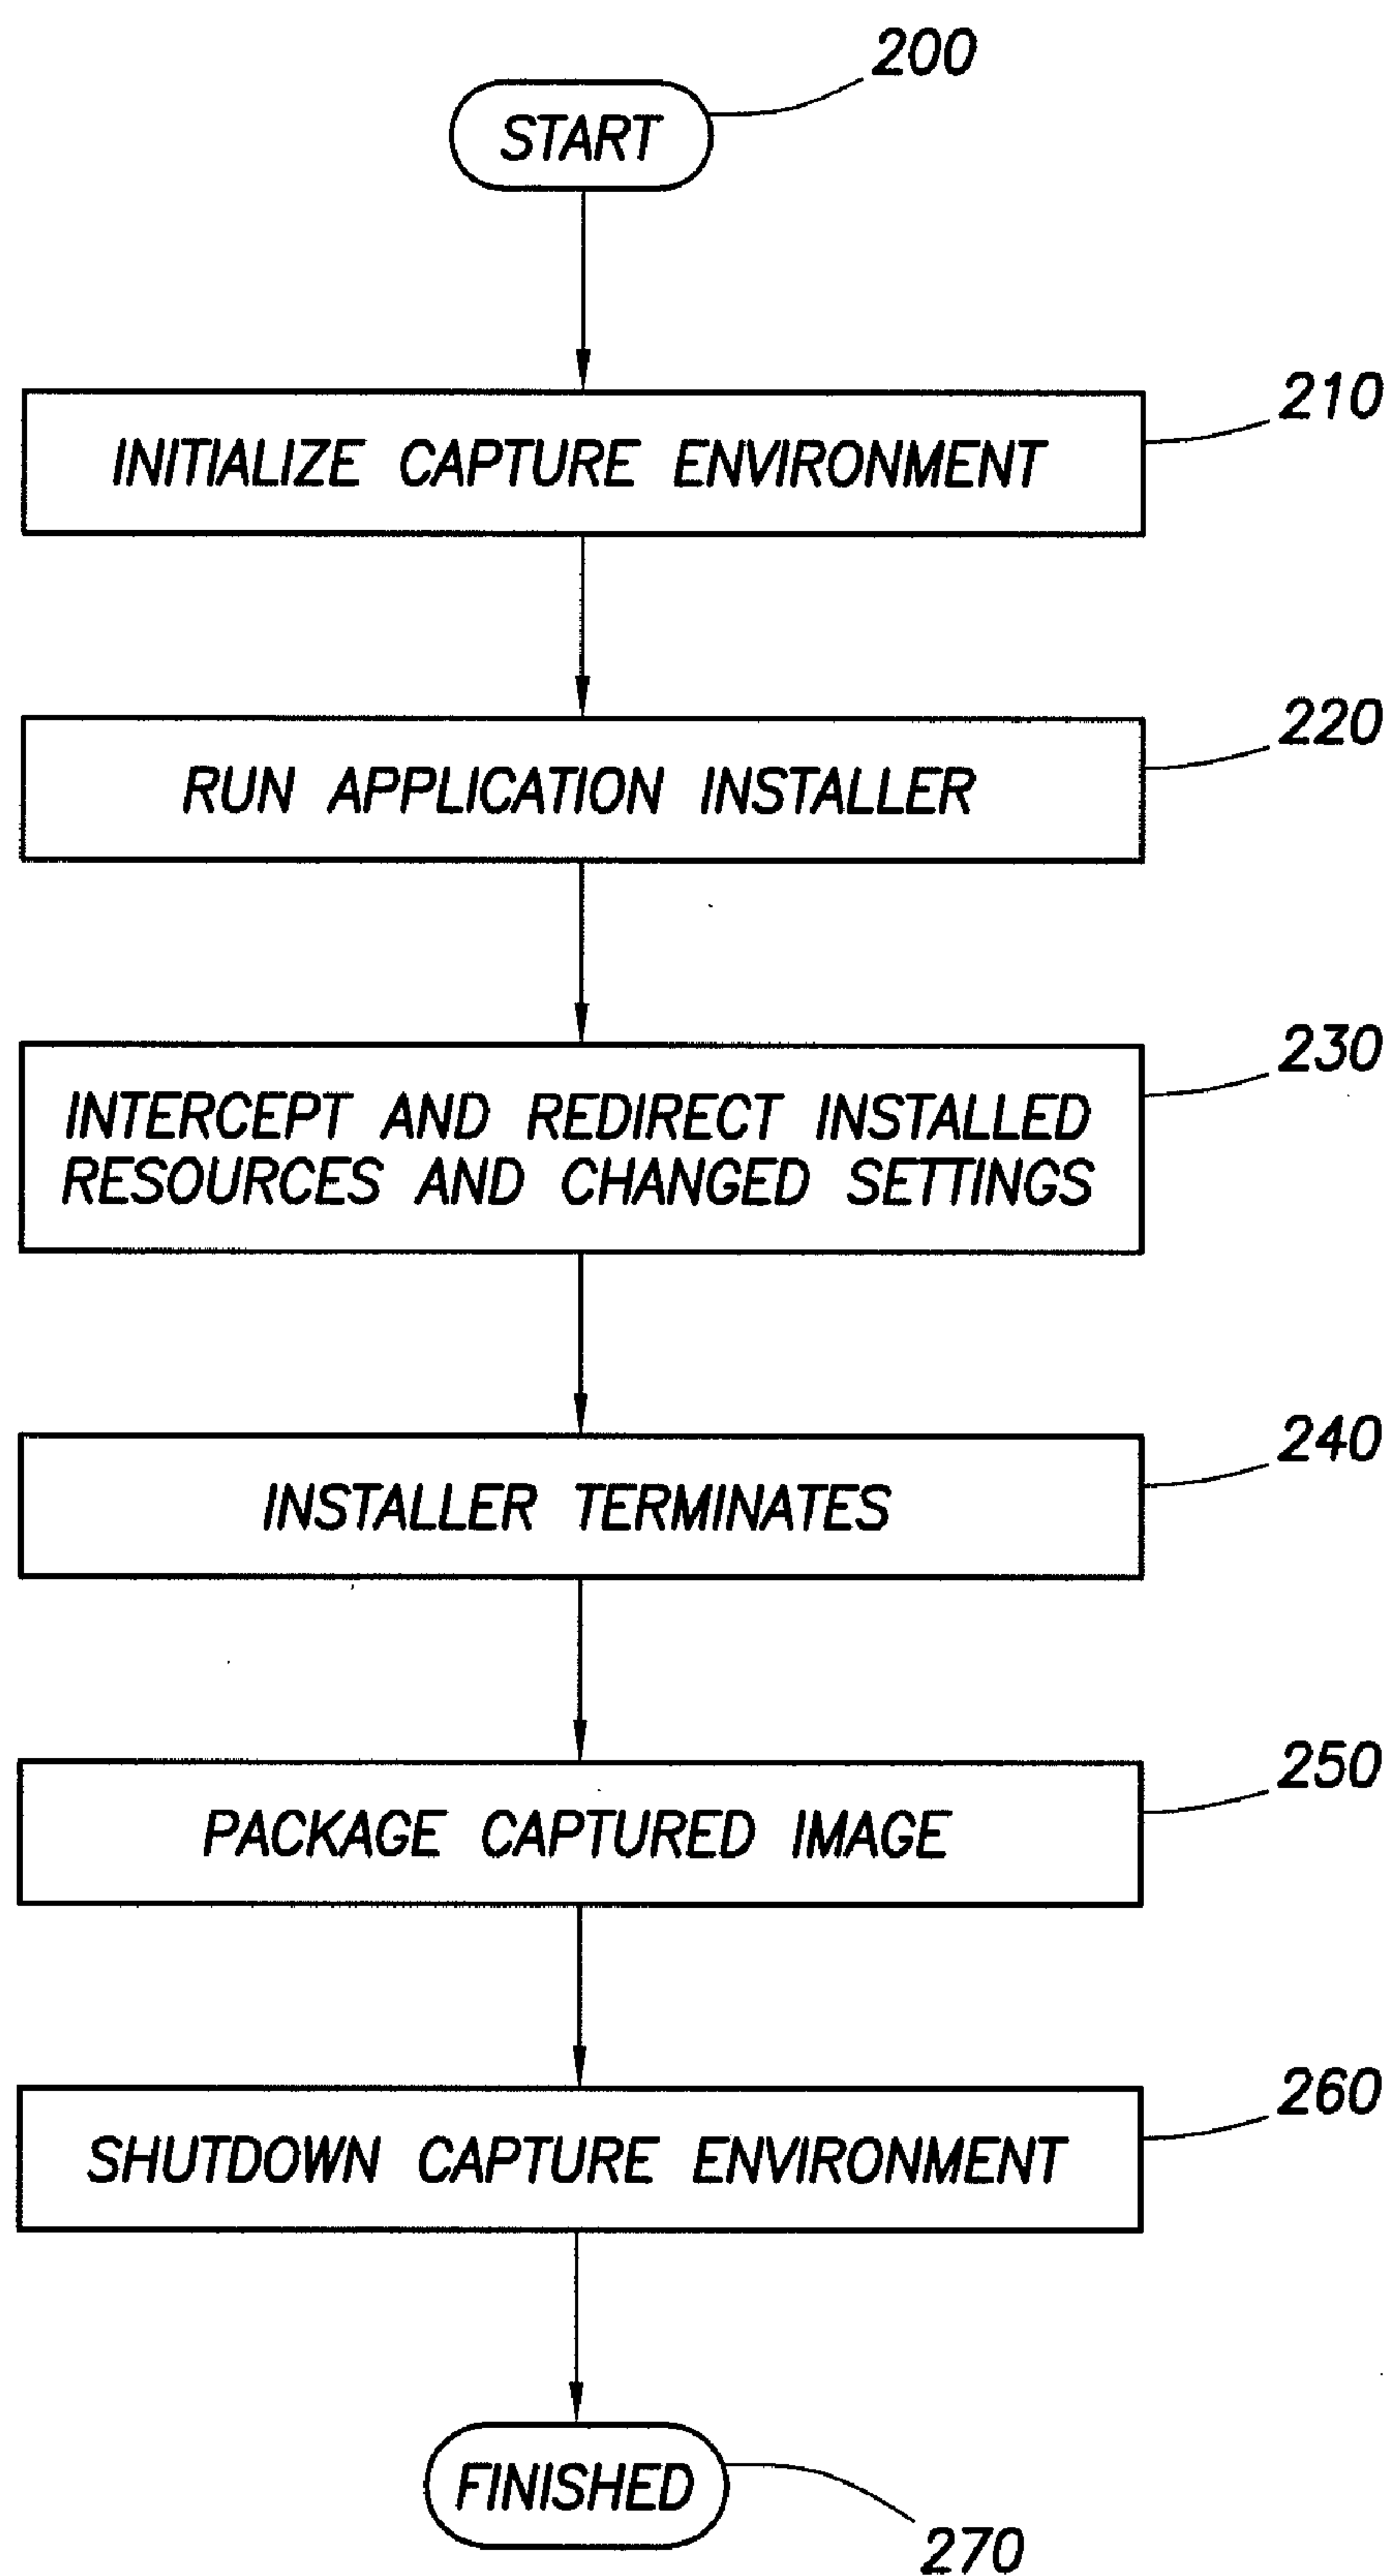 200
START
210
INITIALIZE CAPTURE ENVIRONMENT
220
RUN APPLICATION INSTALLER
230
INTERCEPT AND REDIRECT INSTALLED
RESOURCES AND CHANGED SETTINGS
240
INSTALLER TERMINATES
250
PACKAGE CAPTURED IMAGE
260
SHUTDOWN CAPTURE ENVIRONMENT
FINISHED
270